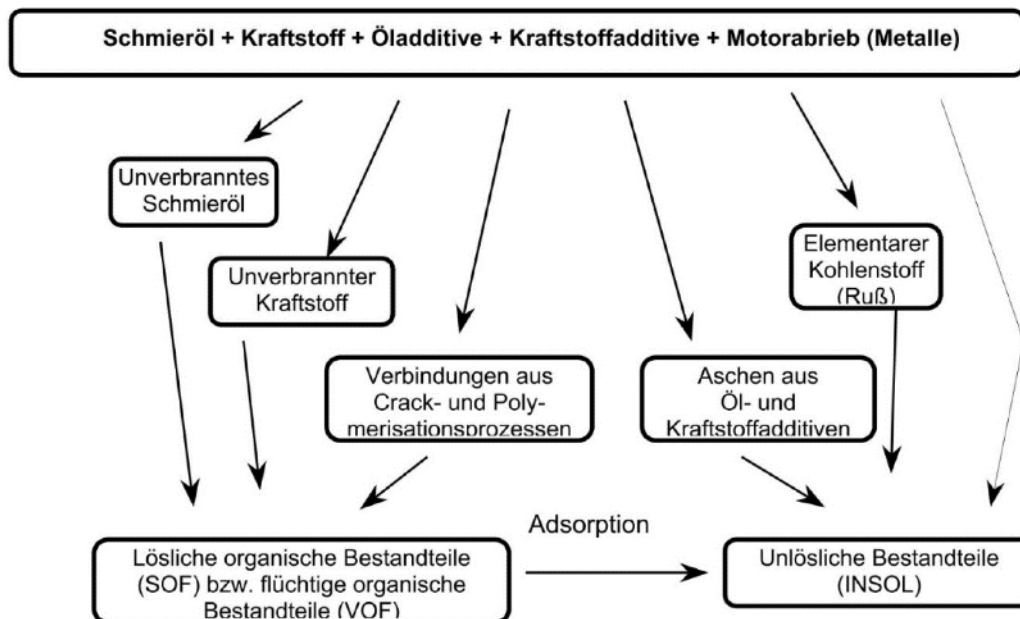 Schmieröl + Kraftstoff + Öladditive + Kraftstoffadditive + Motorabrieb (Metalle)
Unverbranntes
Schmieröl
Unverbrannter
Kraftstoff
Elementarer
Kohlenstoff
(Ruß)
Verbindungen aus
Crack- und Poly-
merisationsprozessen
Aschen aus
Öl- und
Kraftstoffadditiven
Adsorption
Lösliche organische Bestandteile
(SOF) bzw. flüchtige organische
Bestandteile (VOF)
Unlösliche Bestandteile
(INSOL)